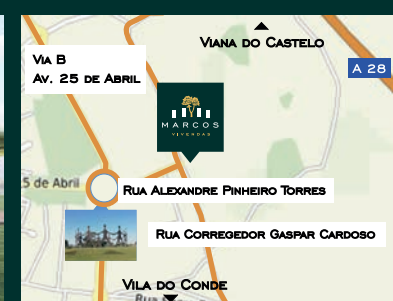 VIANA DO CASTELO
VIA B
AV. 25 DE ABRIL
A 28
MARCOS
VIVENDAS
5 de Abril
RUA ALEXANDRE PINHEIRO TORRES
RUA CORREGEDOR GASPAR CARDOSO
VILA DO CONDE
Rua